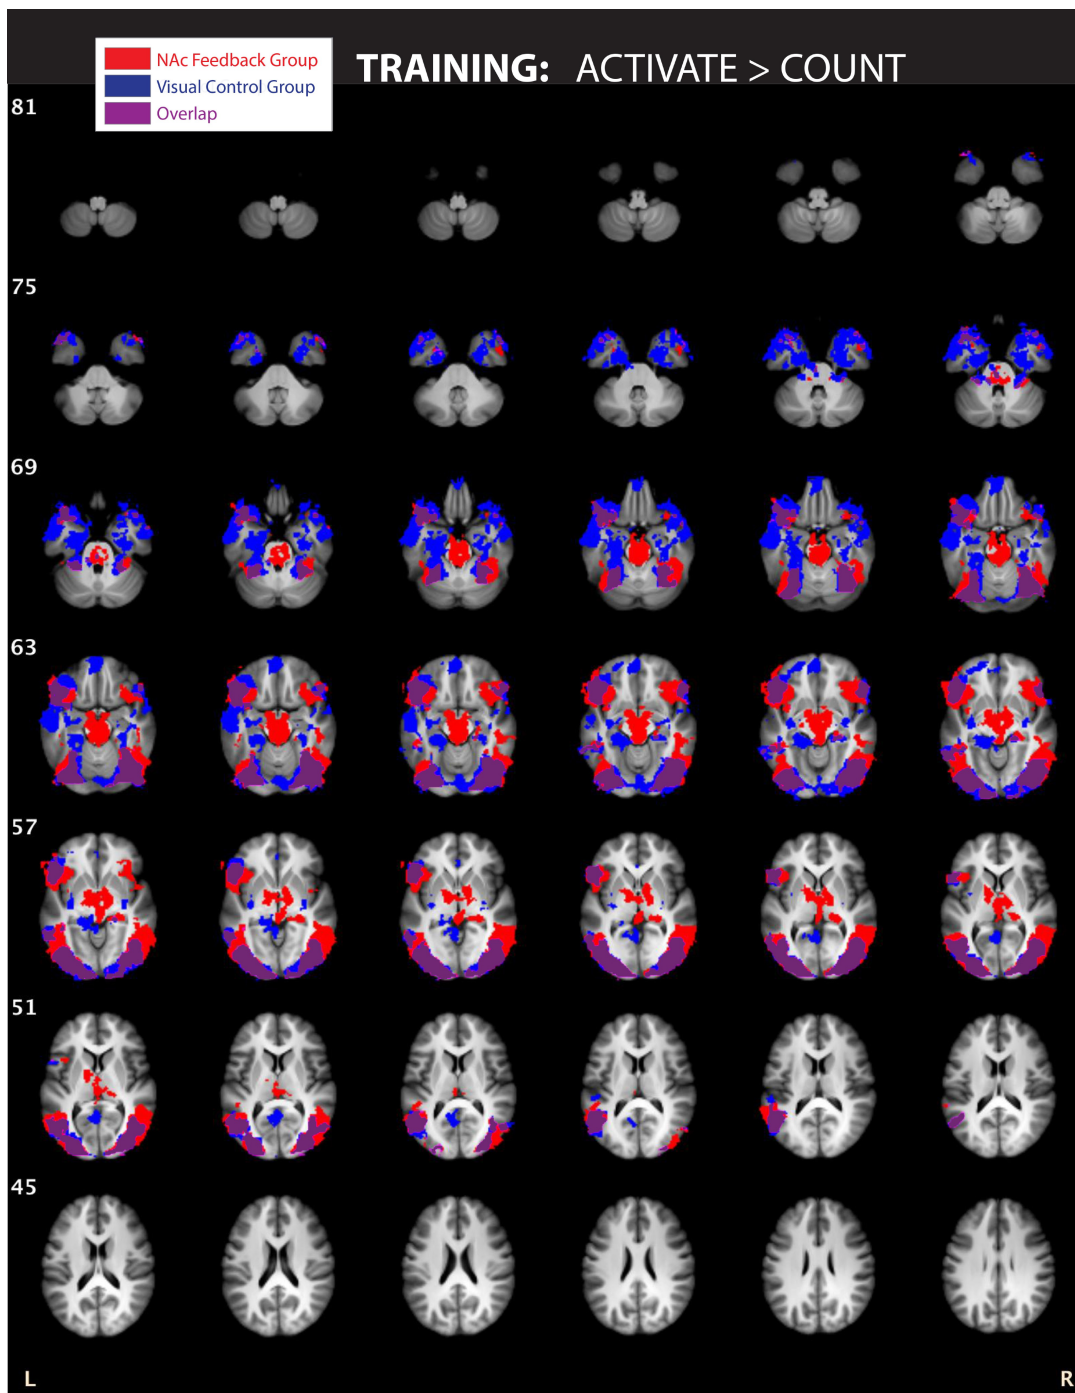 NAc Feedback Group
Visual Control Group
Overlap
TRAINING: ACTIVATE > COUNT
81
75
69
63
57
51
45
L
R